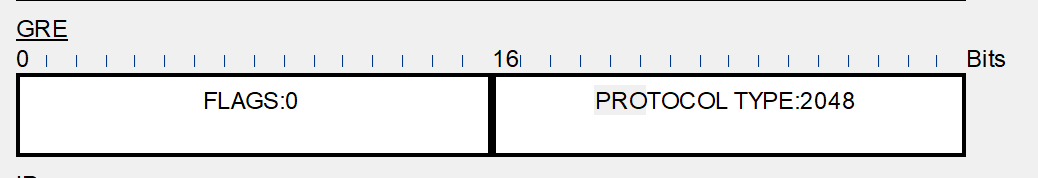 GRE
0 16 Bits
FLAGS:0 PROTOCOL TYPE:2048